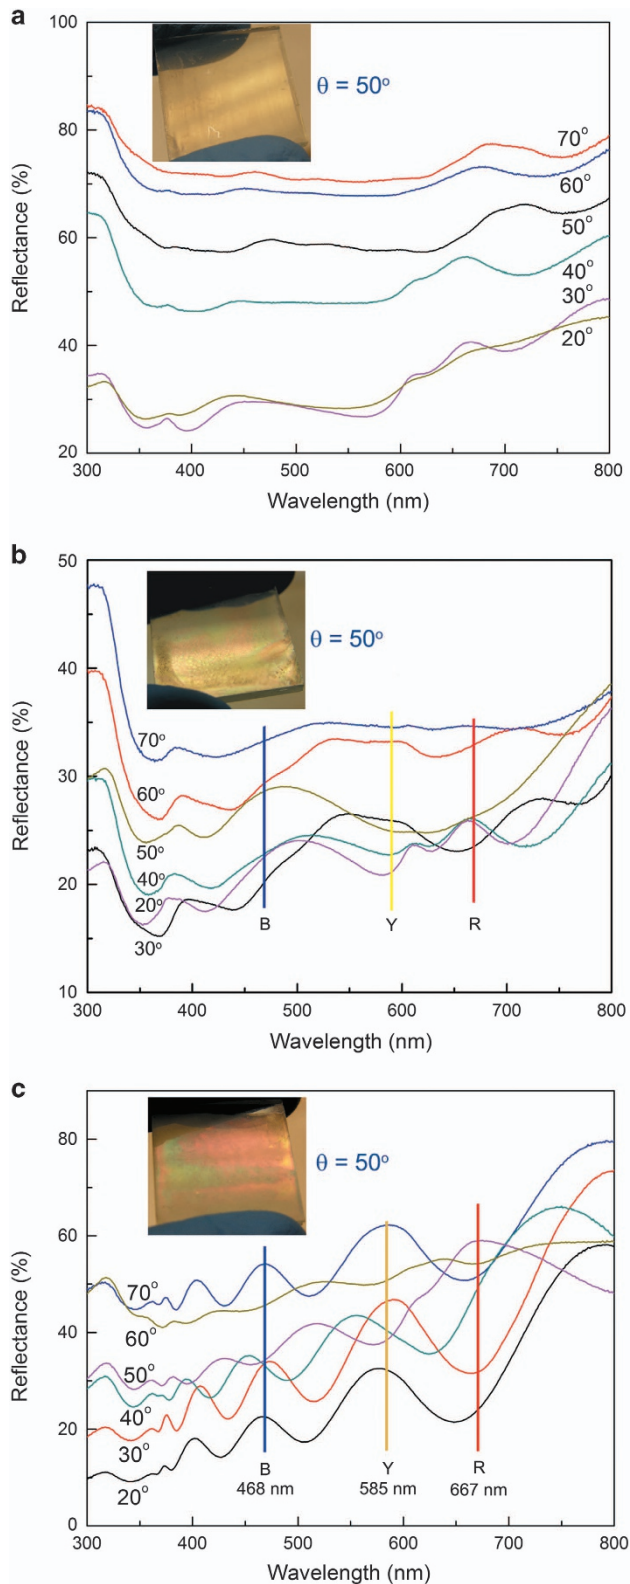 a
100
80
60
40
20
Reflectance (%)
θ = 50°
70°
60°
50°
40°
30°
20°
300 400 500 600 700 800
Wavelength (nm)
b
50
40
30
20
10
Reflectance (%)
θ = 50°
70°
60°
50°
40°
20°
30°
B Y R
300 400 500 600 700 800
Wavelength (nm)
c
80
60
40
20
0
Reflectance (%)
θ = 50°
70°
60°
50°
40°
30°
20°
B Y R
468 nm 585 nm 667 nm
300 400 500 600 700 800
Wavelength (nm)